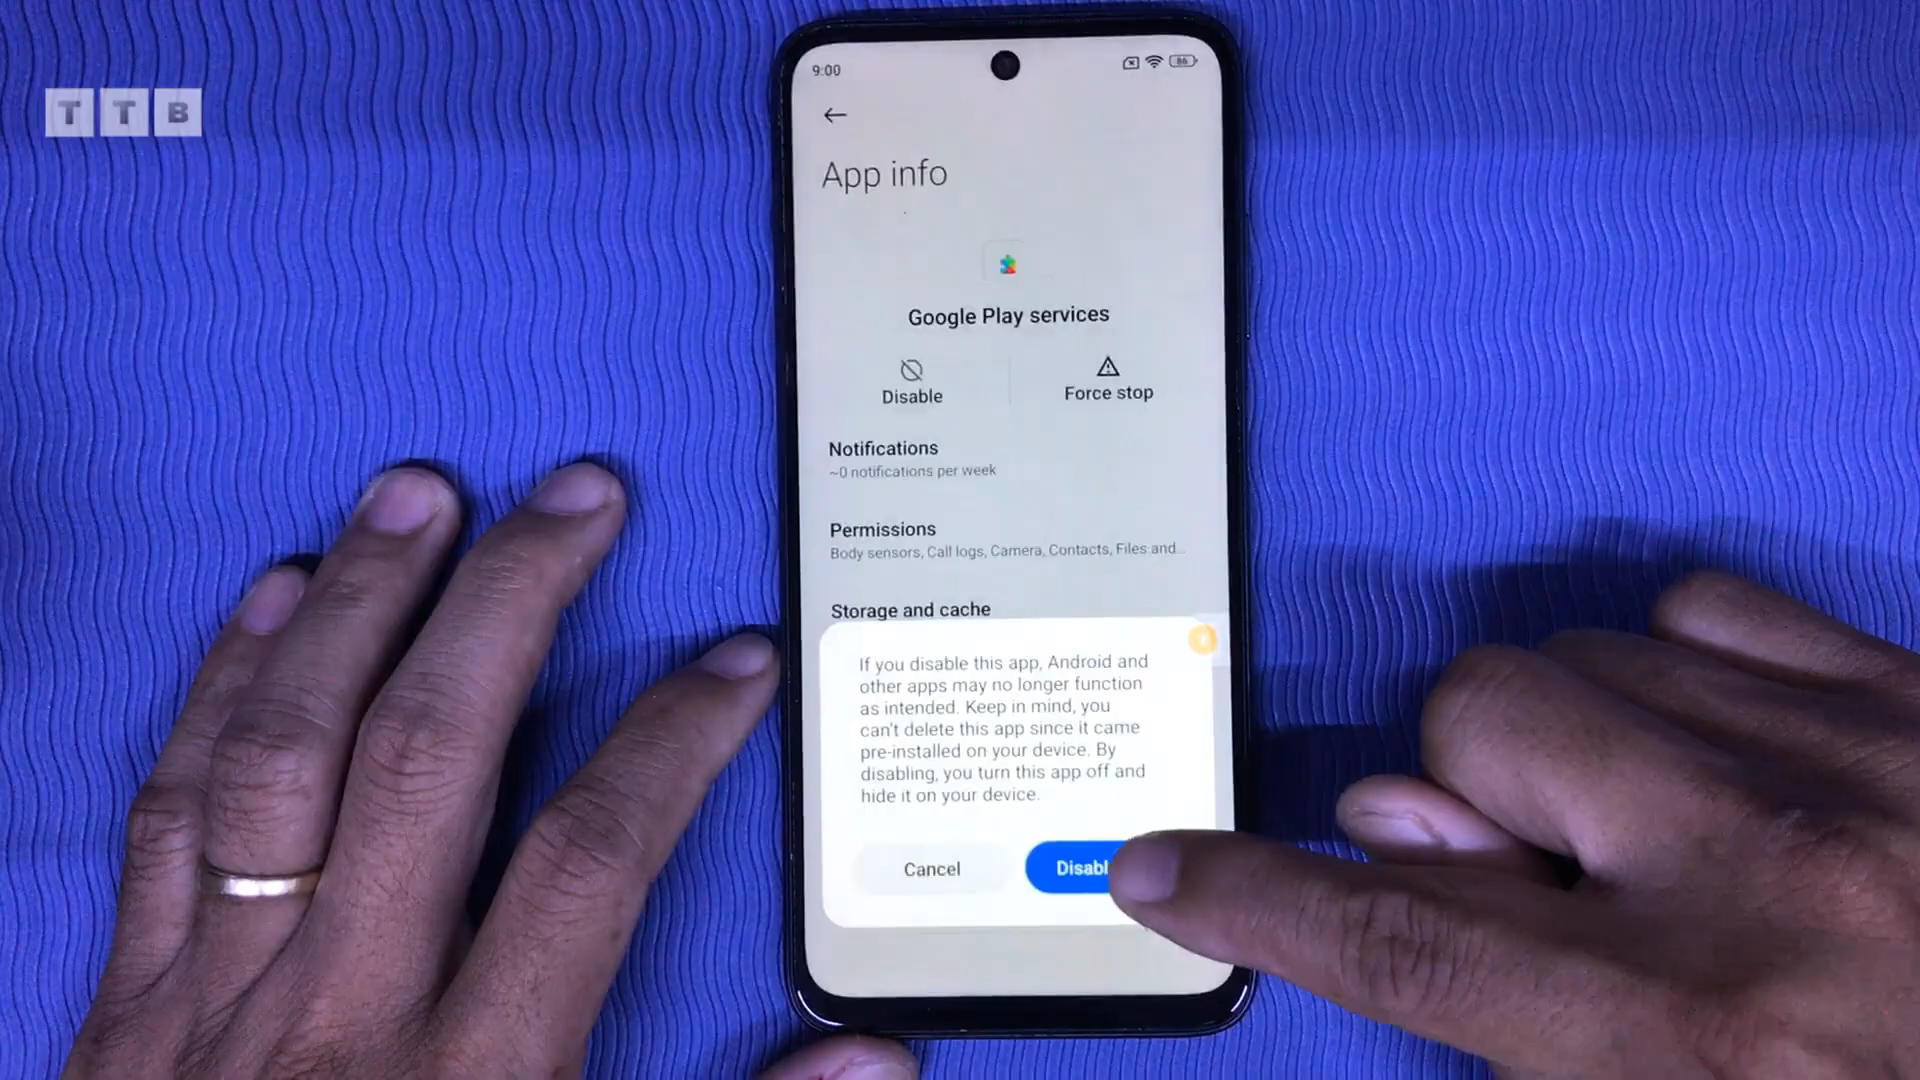 TTB
9:00
86
App info
Google Play services
Disable
Force stop
Notifications
~0 notifications per week
Permissions
Body sensors, Call logs, Camera, Contacts, Files and...
Storage and cache
If you disable this app, Android and
other apps may no longer function
as intended. Keep in mind, you
can't delete this app since it came
pre-installed on your device. By
disabling, you turn this app off and
hide it on your device.
Cancel
Disabl